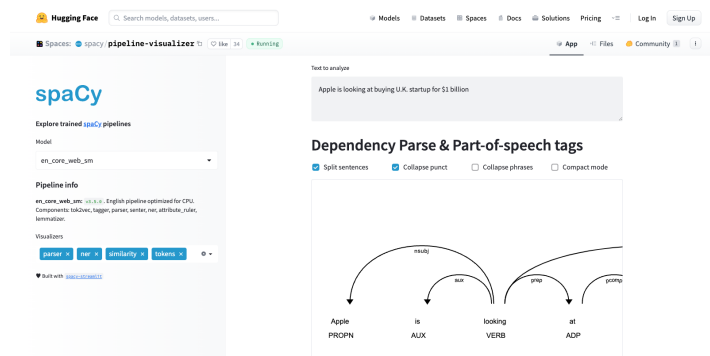 Hugging Face
Search models, datasets, users...
Models
Datasets
Spaces
Docs
Solutions
Pricing
Log In
Sign Up
Spaces:
spacy/pipeline-visualizer
like
Running
App
Files
Community
1
Text to analyze
Apple is looking at buying U.K. startup for $1 billion
spaCy
Explore trained spaCy pipelines
Model
en_core_web_sm
Pipeline info
en_core_web_sm: . English pipeline optimized for CPU.
Components: tok2vec, tagger, parser, senter, ner, attribute_ruler,
lemmatizer.
Visualizers
parser ×
ner ×
similarity ×
tokens ×
Built with spacy-streamlit
Dependency Parse & Part-of-speech tags
Split sentences
Collapse punct
Collapse phrases
Compact mode
nsubj
aux
prep
pcomp
Apple
is
looking
at
PROPN
AUX
VERB
ADP